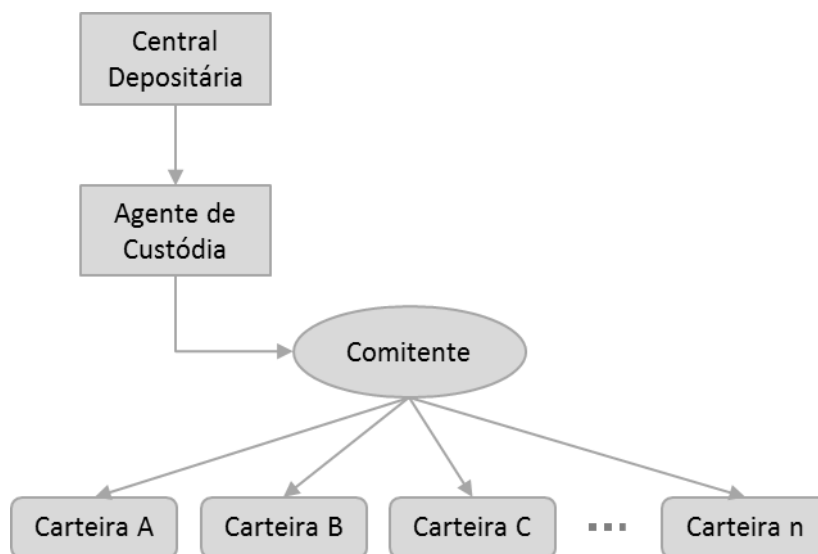 Central
Depositária
Agente de
Custódia
Comitente
Carteira A
Carteira B
Carteira C
...
Carteira n